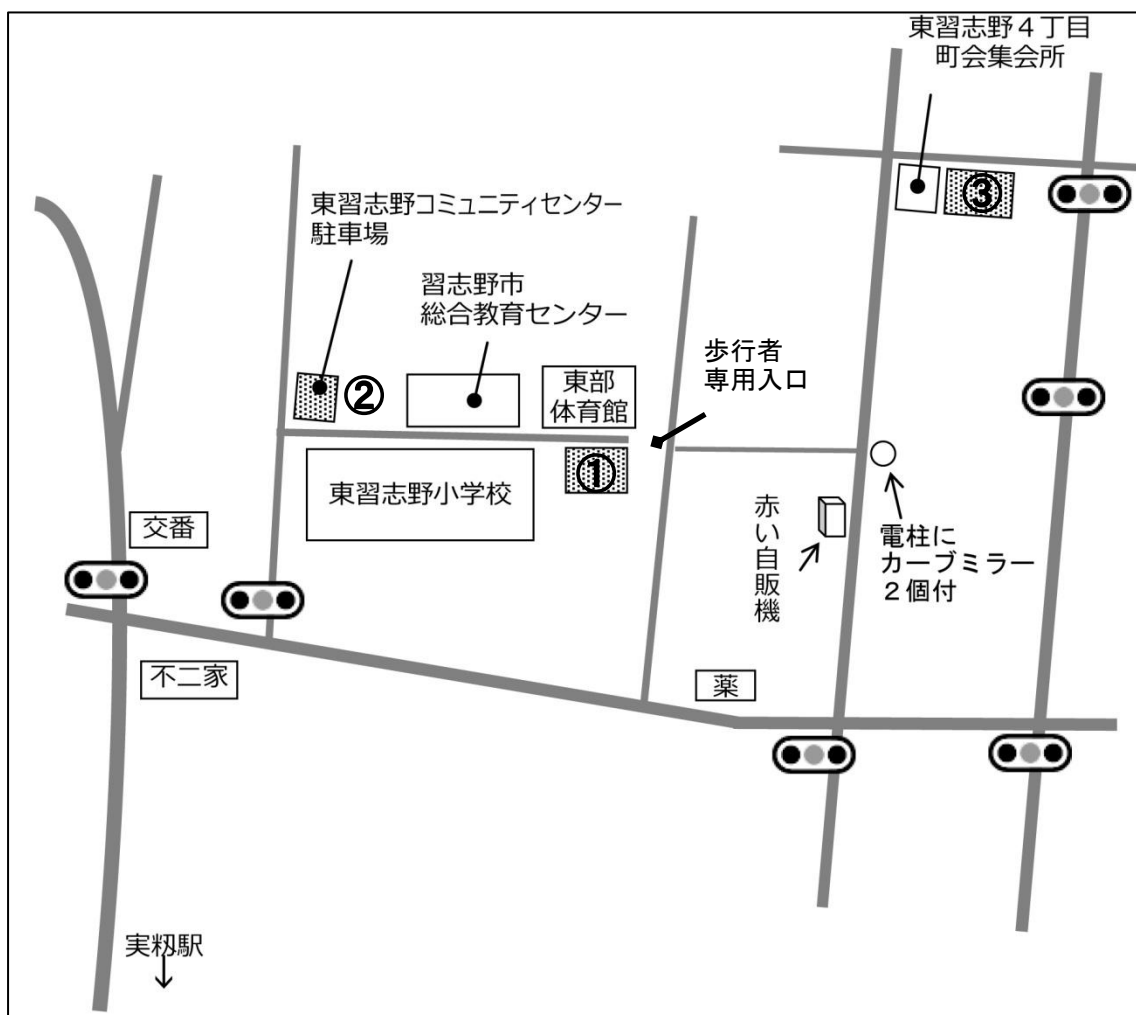 東習志野４丁目
町会集会所
③
東習志野コミュニティセンター
駐車場
習志野市
総合教育センター
歩行者
専用入口
②
東部
体育館
①
東習志野小学校
赤い自販機
電柱に
カーブミラー
２個付
交番
不二家
薬
実籾駅